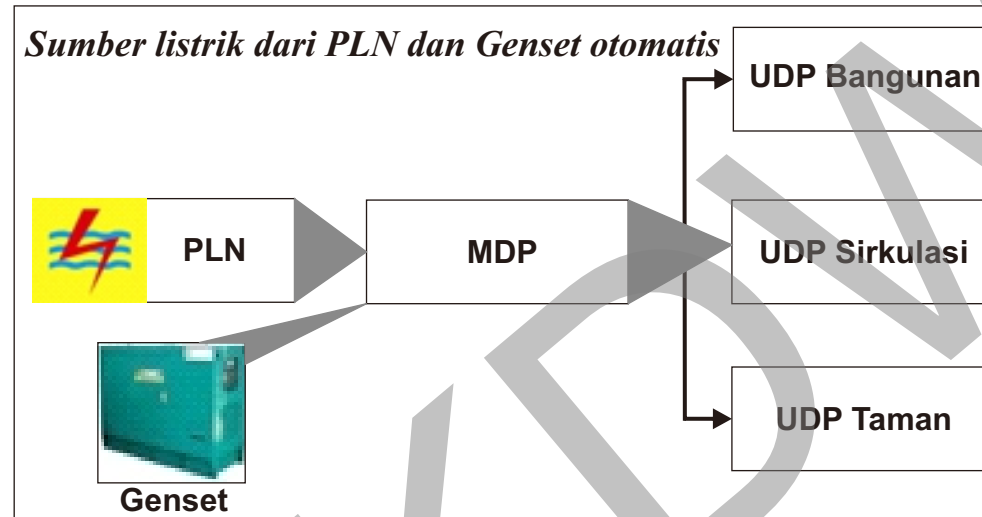 Sumber listrik dari PLN dan Genset otomatis
UDP Bangunan
PLN
MDP
UDP Sirkulasi
UDP Taman
Genset